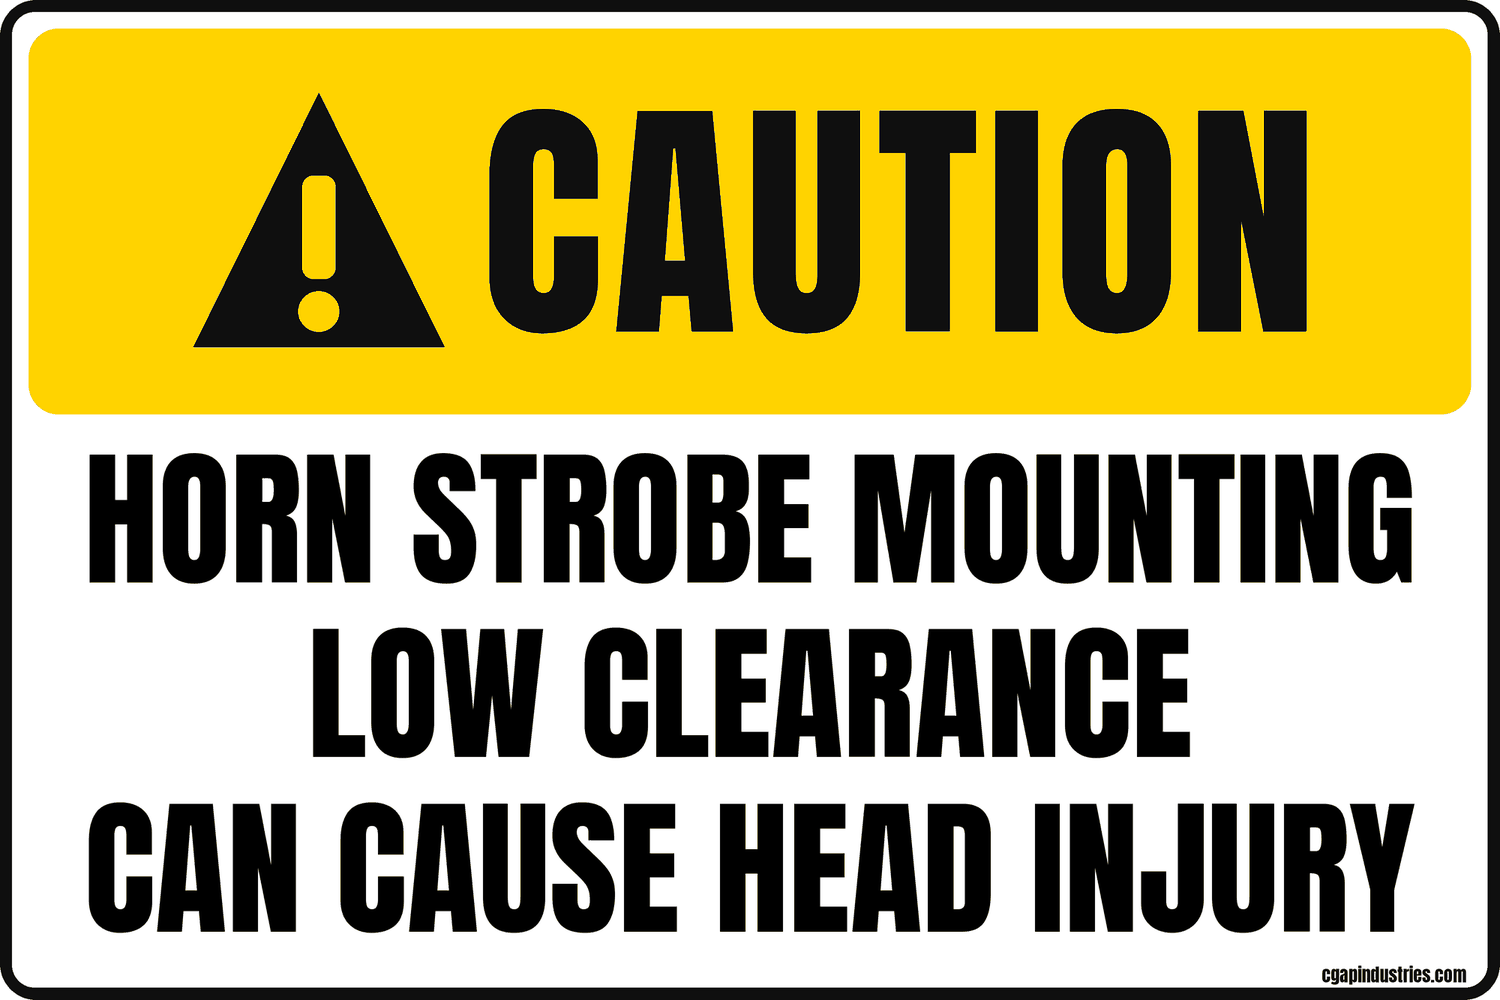 CAUTION
HORN STROBE MOUNTING
LOW CLEARANCE
CAN CAUSE HEAD INJURY
cgapindustries.com